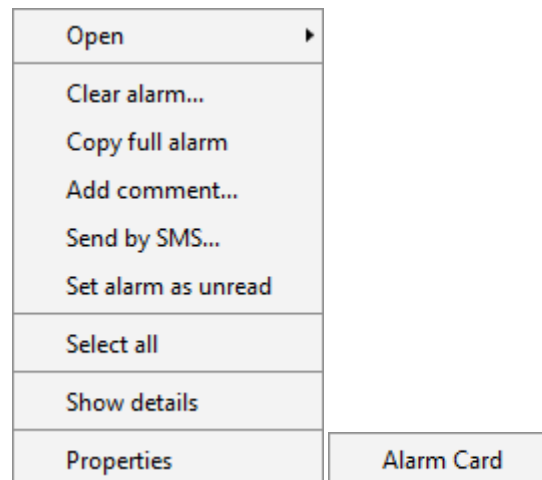 Open
Clear alarm...
Copy full alarm
Add comment...
Send by SMS...
Set alarm as unread
Select all
Show details
Properties
Alarm Card